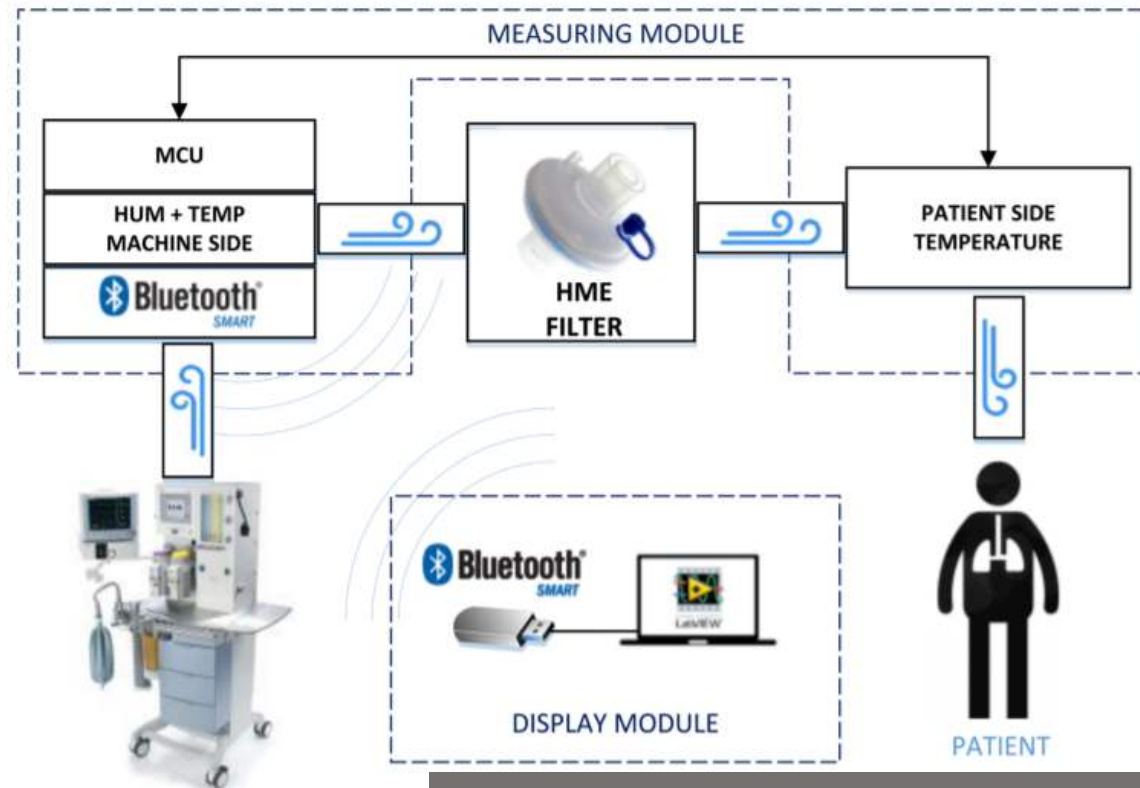 MEASURING MODULE
MCU
HUM + TEMP
MACHINE SIDE
Bluetooth®
SMART
HME
FILTER
PATIENT SIDE
TEMPERATURE
Bluetooth®
SMART
LabVIEW
DISPLAY MODULE
PATIENT